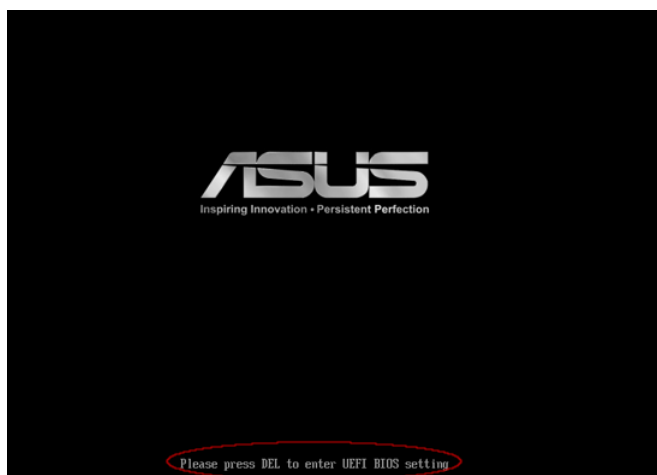 ASUS
Inspiring Innovation • Persistent Perfection
Please press DEL to enter UEFI BIOS setting